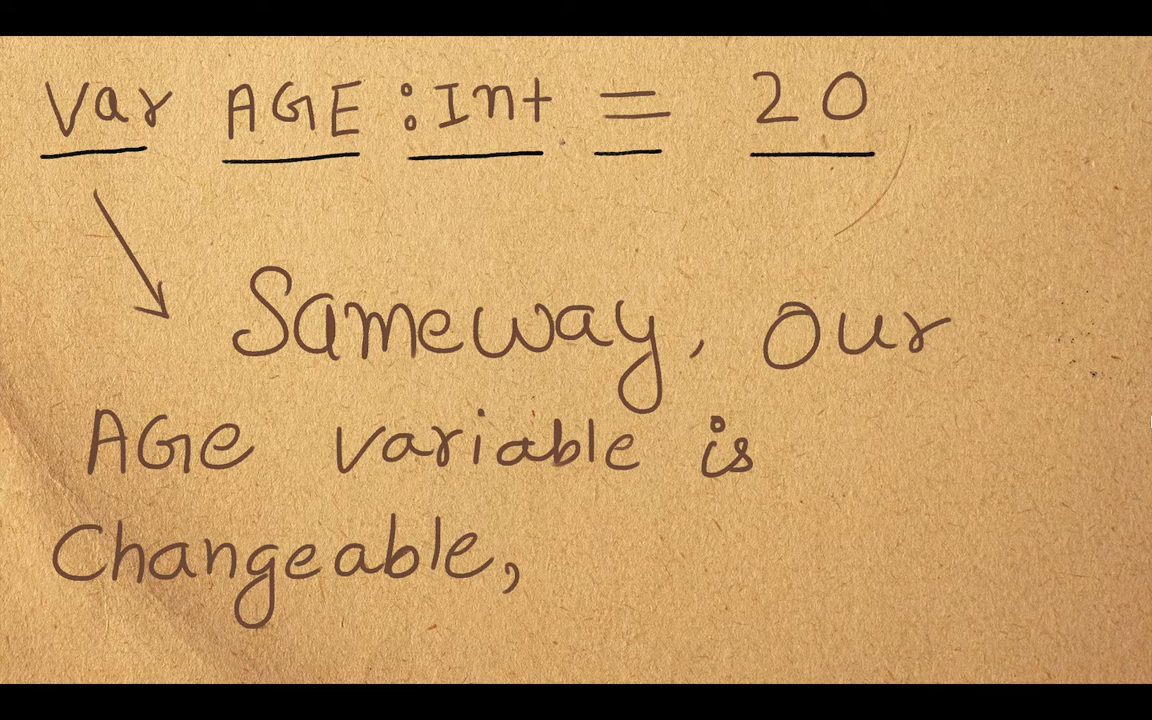 Var AGE :Int = 20
Sameway, Our
AGe variable is
Changeable,